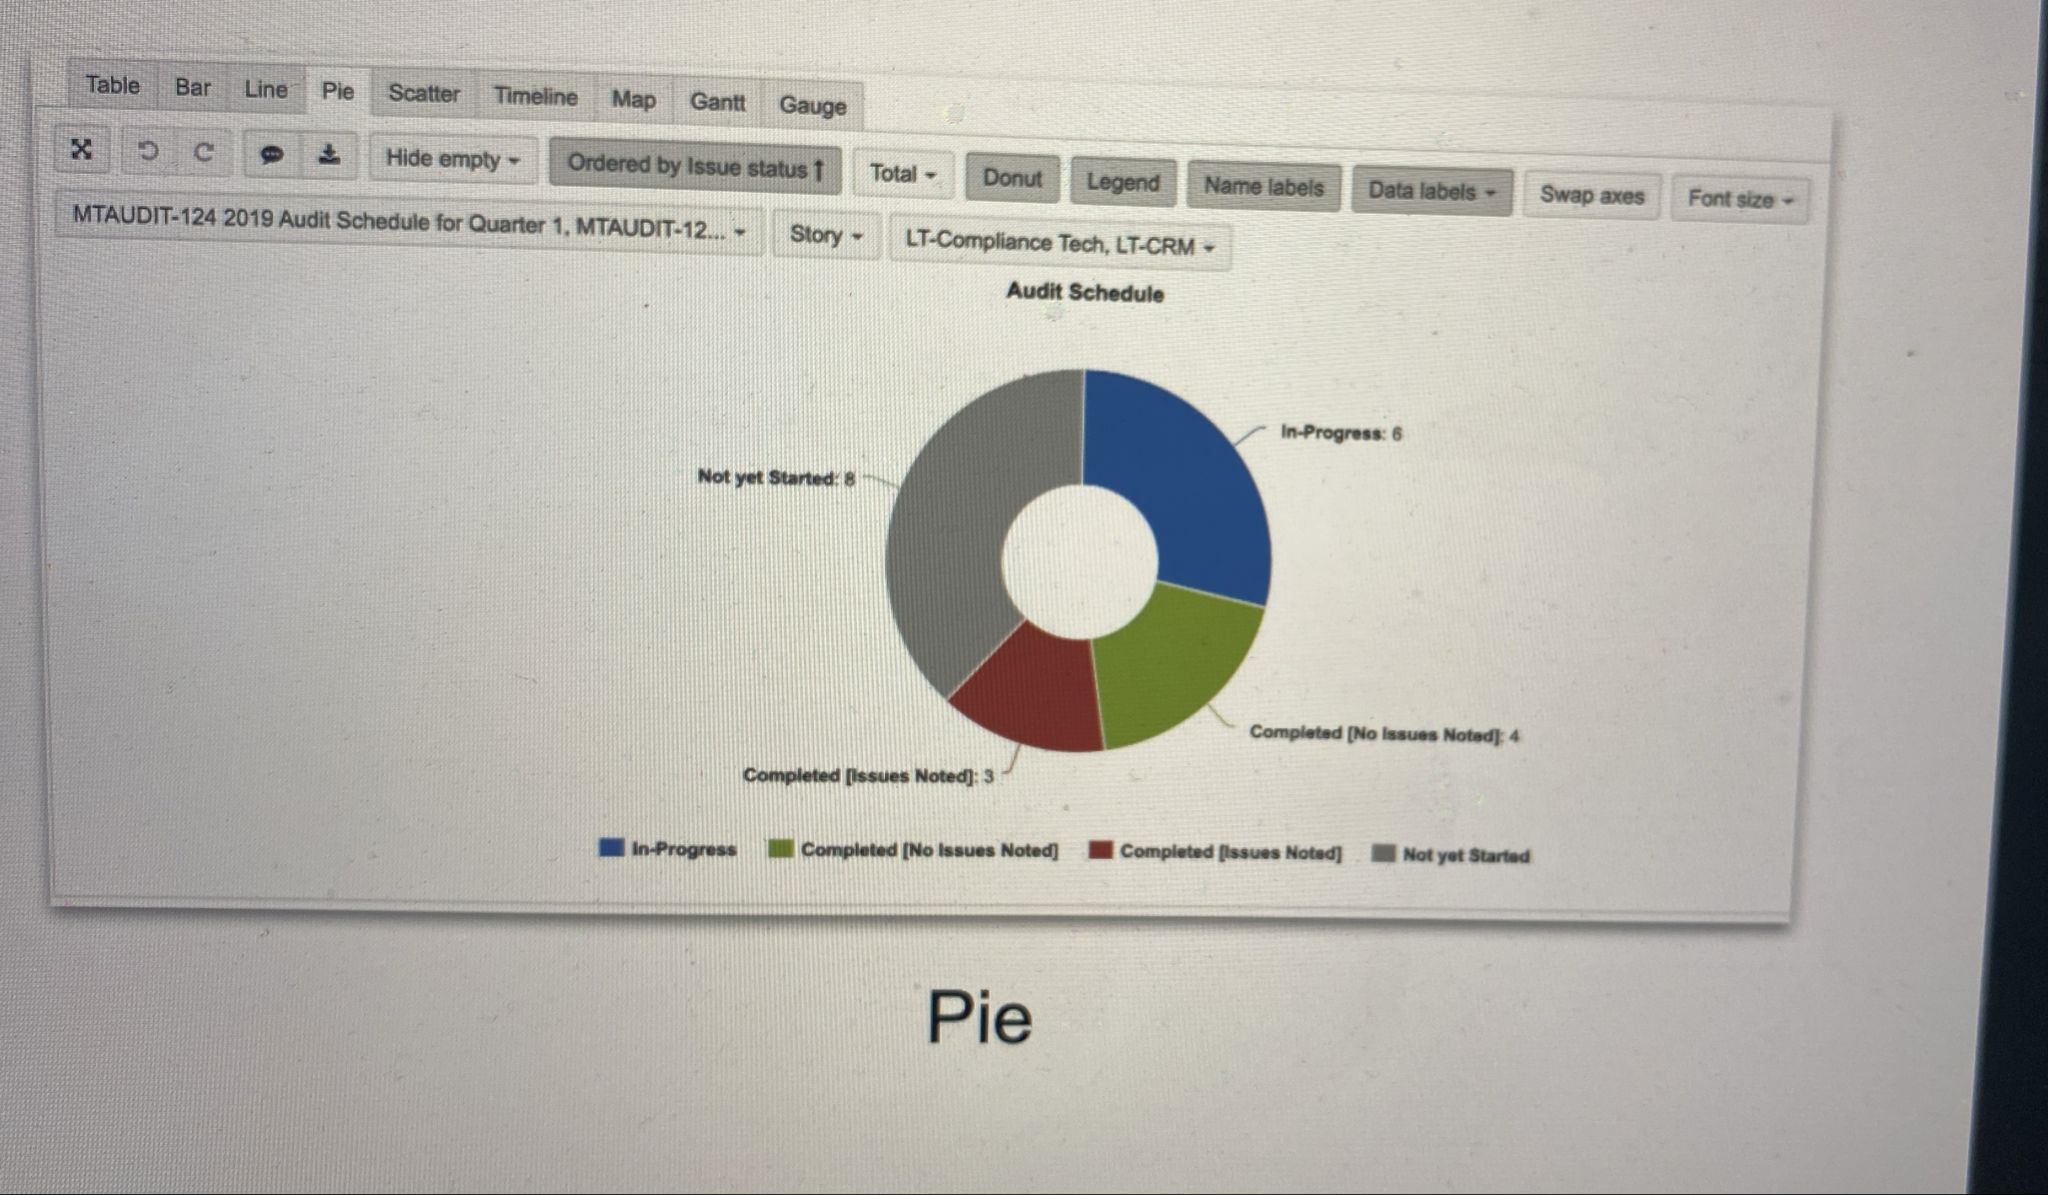 Table Bar Line Pie Scatter Timeline Map Gantt Gauge
Hide empty Ordered by Issue status ↑ Total Donut Legend Name labels Data labels Swap axes Font size
MTAUDIT-124 2019 Audit Schedule for Quarter 1, MTAUDIT-12... Story LT-Compliance Tech, LT-CRM
Audit Schedule
In-Progress: 6
Not yet Started: 8
Completed [No Issues Noted]: 4
Completed [Issues Noted]: 3
In-Progress Completed [No Issues Noted] Completed [Issues Noted] Not yet Started
Pie